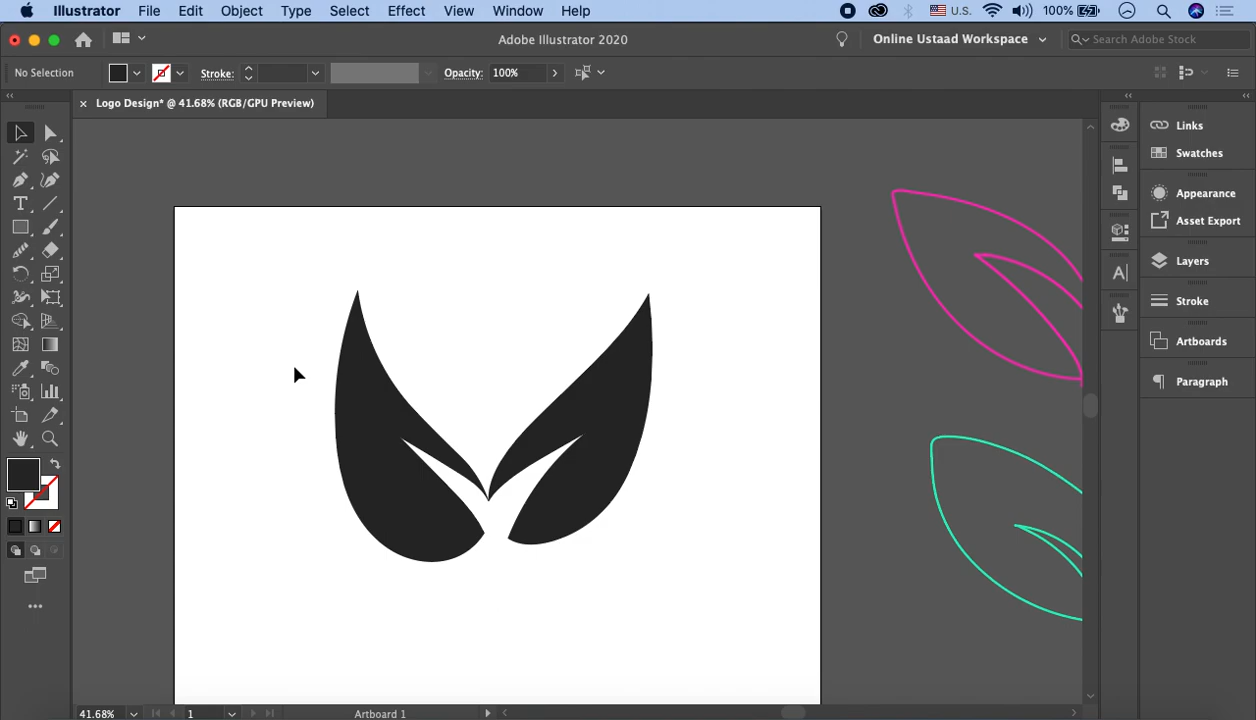 Illustrator File Edit Object Type Select Effect View Window Help U.S. 100%
Adobe Illustrator 2020 Online Ustaad Workspace Search Adobe Stock
No Selection Stroke: Opacity: 100%
× Logo Design* @ 41.68% (RGB/GPU Preview)
Links
Swatches
Appearance
Asset Export
Layers
Stroke
Artboards
Paragraph
41.68% 1 Artboard 1